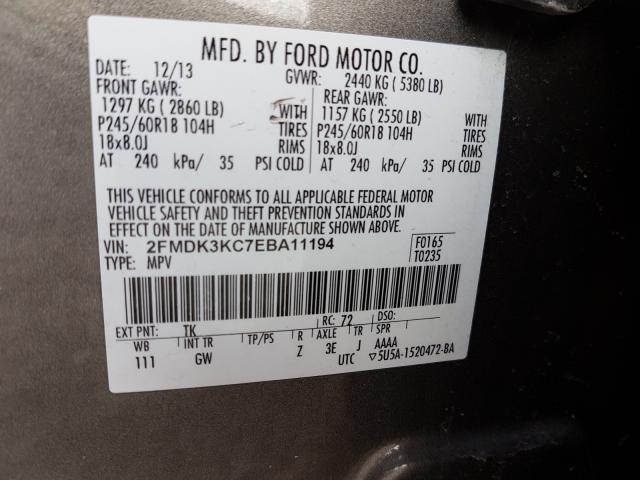 MFD. BY FORD MOTOR CO.
DATE: 12/13 GVWR: 2440 KG ( 5380 LB)
FRONT GAWR: REAR GAWR:
1297 KG ( 2860 LB) WITH 1157 KG ( 2550 LB) WITH
P245/60R18 104H TIRES P245/60R18 104H TIRES
18x8.0J RIMS 18x8.0J RIMS
AT 240 kPa/ 35 PSI COLD AT 240 kPa/ 35 PSI COLD
THIS VEHICLE CONFORMS TO ALL APPLICABLE FEDERAL MOTOR
VEHICLE SAFETY AND THEFT PREVENTION STANDARDS IN
EFFECT ON THE DATE OF MANUFACTURE SHOWN ABOVE.
VIN: 2FMDK3KC7EBA11194 F0165
TYPE: MPV T0235
EXT PNT: TK RC: 72 DSO:
WB INT TR TP/PS R AXLE TR SPR
111 GW Z 3E J AAAA
UTC ▽5U5A-1520472-BA